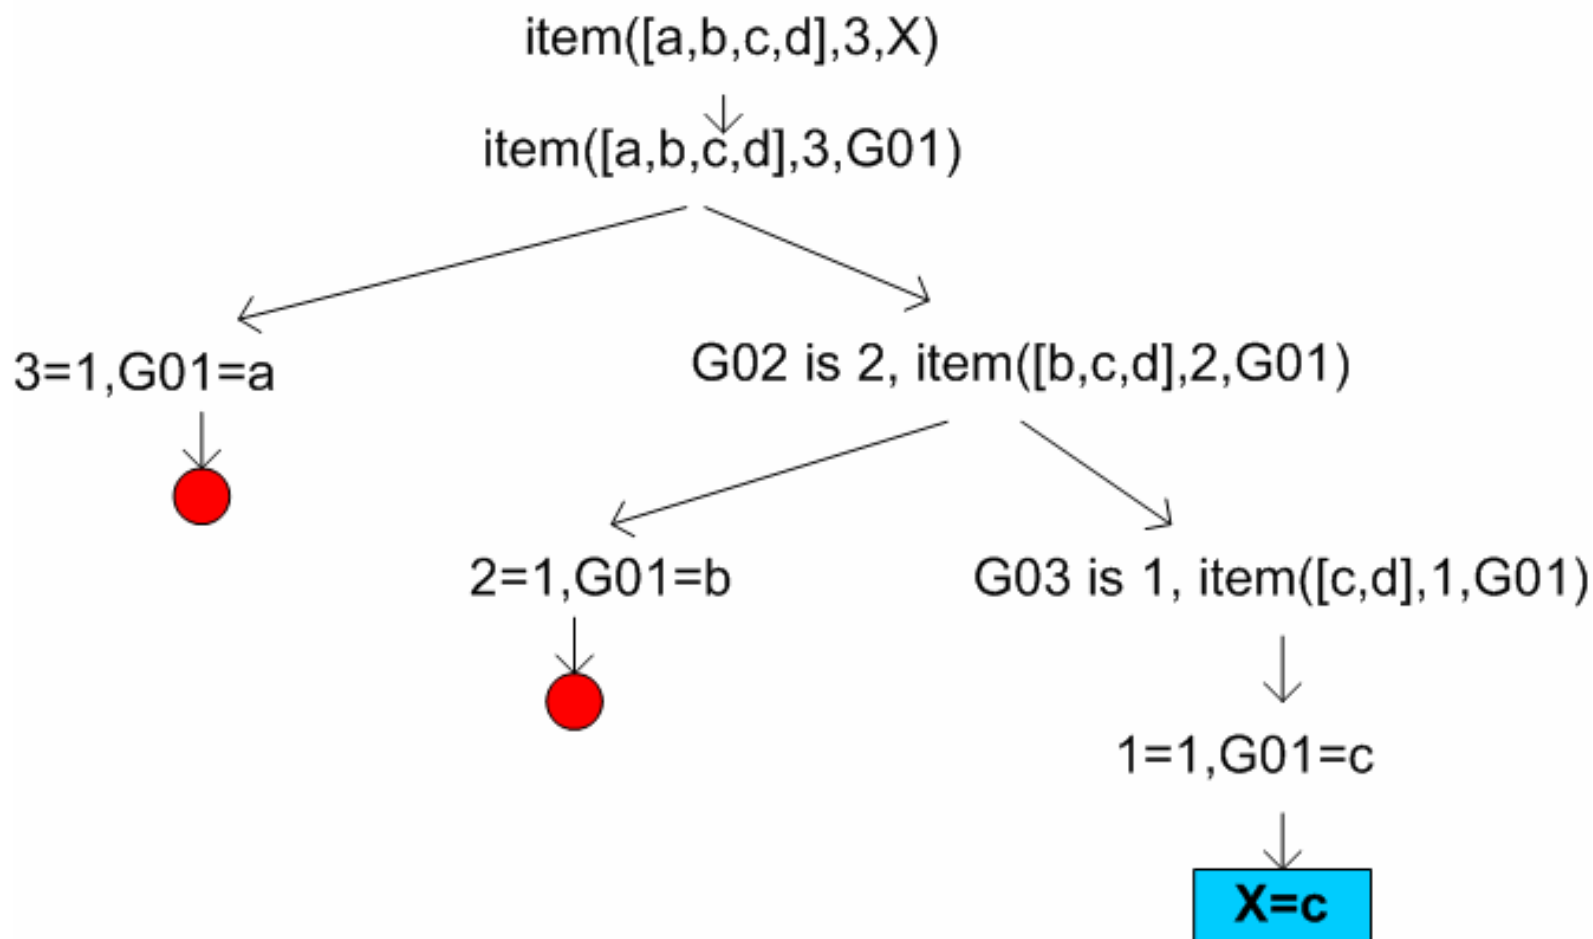 item([a,b,c,d],3,X)
item([a,b,c,d],3,G01)
3=1,G01=a
G02 is 2, item([b,c,d],2,G01)
2=1,G01=b
G03 is 1, item([c,d],1,G01)
1=1,G01=c
X=c